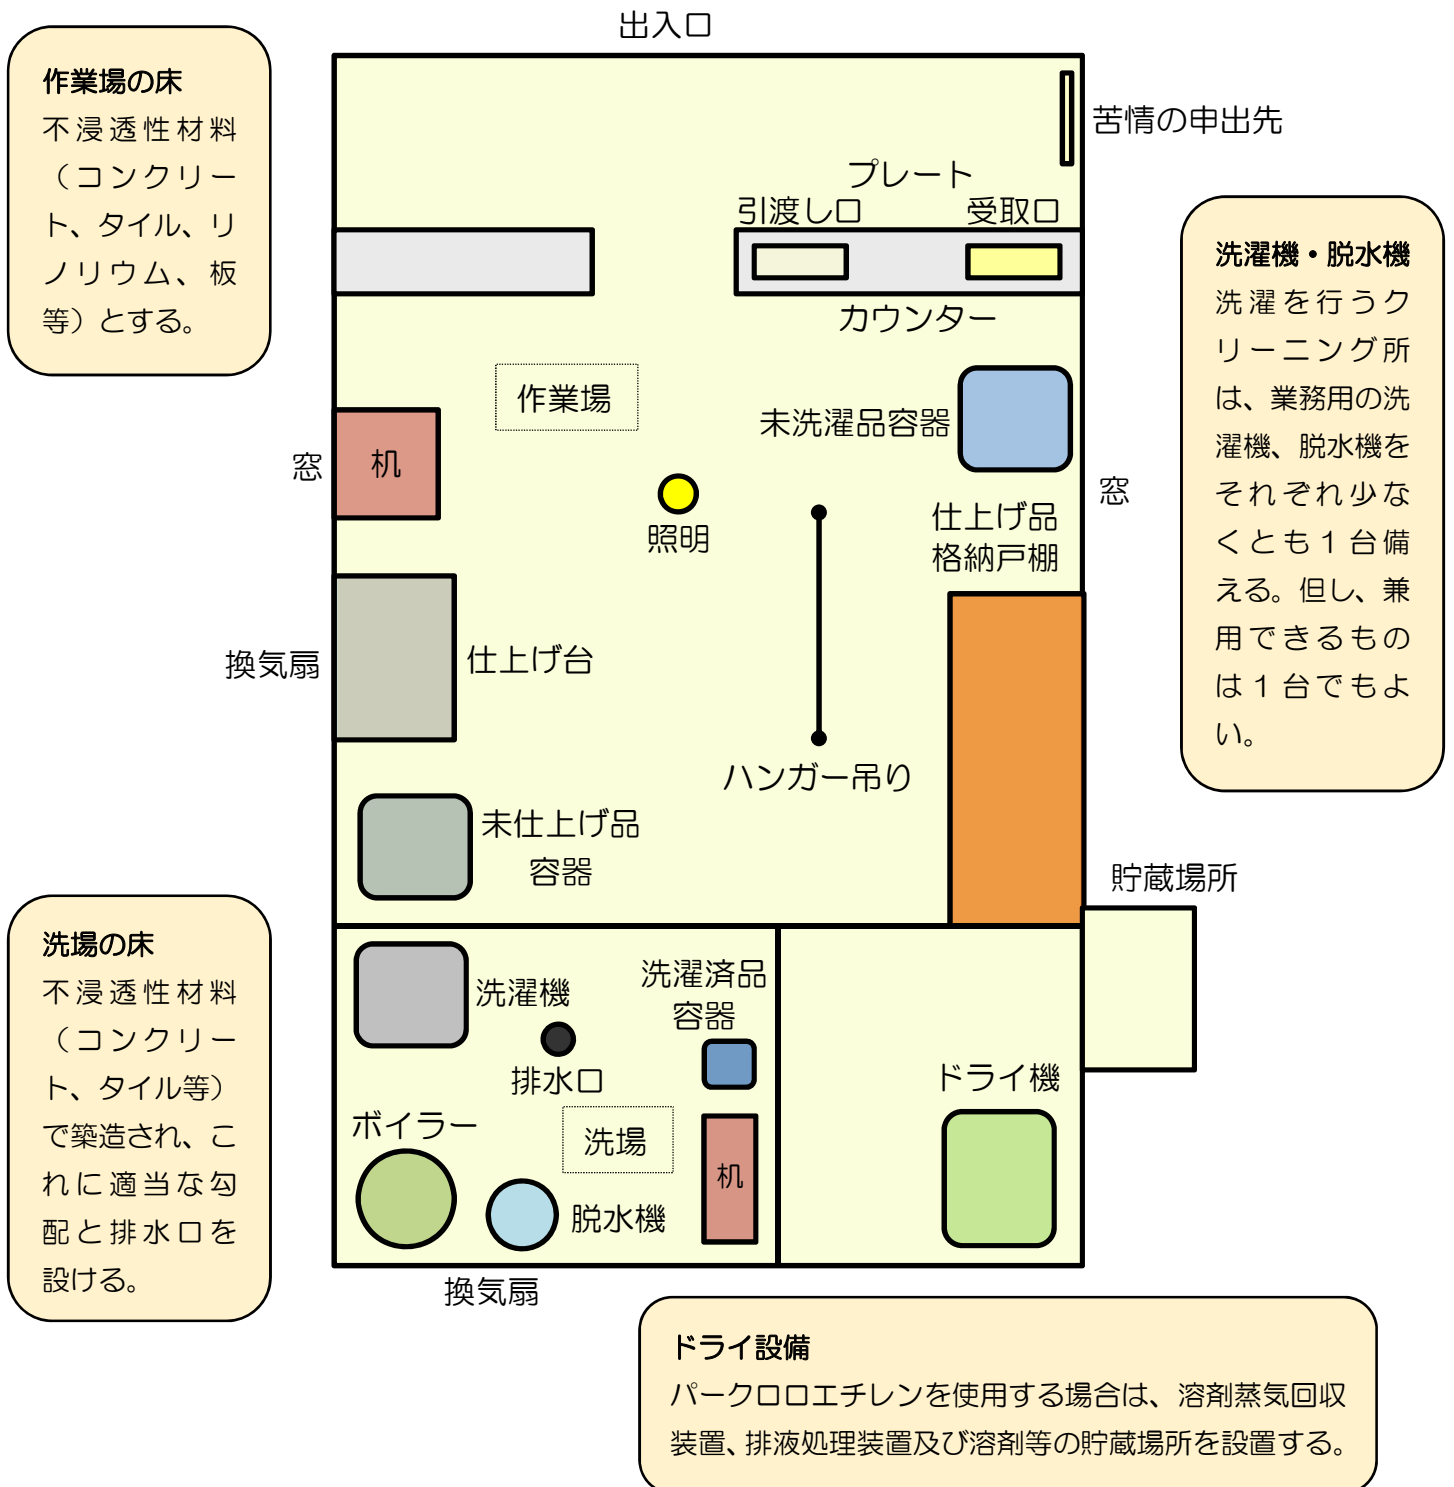 出入口
作業場の床
不浸透性材料
(コンクリー
ト、タイル、リ
ノリウム、板
等)とする。
苦情の申出先
プレート
引渡し口
受取口
カウンター
洗濯機・脱水機
洗濯を行うク
リーニング所
は、業務用の洗
濯機、脱水機を
それぞれ少な
くとも1台備
える。但し、兼
用できるもの
は1台でもよ
い。
作業場
未洗濯品容器
窓
机
照明
窓
仕上げ品
格納戸棚
換気扇
仕上げ台
ハンガー吊り
未仕上げ品
容器
貯蔵場所
洗場の床
不浸透性材料
(コンクリー
ト、タイル等)
で築造され、こ
れに適当な勾
配と排水口を
設ける。
洗濯機
洗濯済品
容器
排水口
ドライ機
ボイラー
洗場
机
脱水機
換気扇
ドライ設備
パークロロエチレンを使用する場合は、溶剤蒸気回収
装置、排液処理装置及び溶剤等の貯蔵場所を設置する。